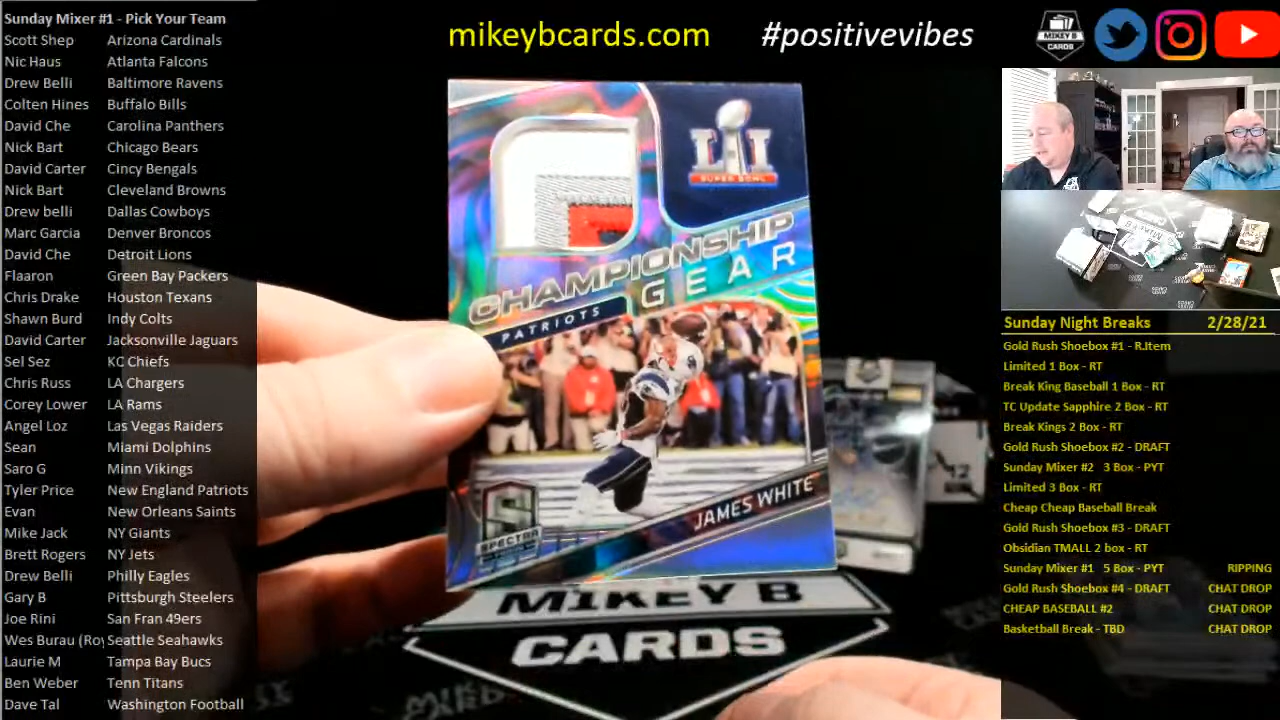 Sunday Mixer #1 - Pick Your Team
Scott Shep Arizona Cardinals
Nic Haus Atlanta Falcons
Drew Belli Baltimore Ravens
Colten Hines Buffalo Bills
David Che Carolina Panthers
Nick Bart Chicago Bears
David Carter Cincy Bengals
Nick Bart Cleveland Browns
Drew belli Dallas Cowboys
Marc Garcia Denver Broncos
David Che Detroit Lions
Flaaron Green Bay Packers
Chris Drake Houston Texans
Shawn Burd Indy Colts
David Carter Jacksonville Jaguars
Sel Sez KC Chiefs
Chris Russ LA Chargers
Corey Lower LA Rams
Angel Loz Las Vegas Raiders
Sean Miami Dolphins
Saro G Minn Vikings
Tyler Price New England Patriots
Evan New Orleans Saints
Mike Jack NY Giants
Brett Rogers NY Jets
Drew Belli Philly Eagles
Gary B Pittsburgh Steelers
Joe Rini San Fran 49ers
Wes Burau (Roy Seattle Seahawks
Laurie M Tampa Bay Bucs
Ben Weber Tenn Titans
Dave Tal Washington Football
mikeybcards.com #positivevibes
MIKEY B
CARDS
LI
SUPER BOWL
CHAMPIONSHIP
GEAR
PATRIOTS
JAMES WHITE
SPECTRA
MIKEY B
CARDS
Sunday Night Breaks 2/28/21
Gold Rush Shoebox #1 - R.Item
Limited 1 Box - RT
Break King Baseball 1 Box - RT
TC Update Sapphire 2 Box - RT
Break Kings 2 Box - RT
Gold Rush Shoebox #2 - DRAFT
Sunday Mixer #2 3 Box - PYT
Limited 3 Box - RT
Cheap Cheap Baseball Break
Gold Rush Shoebox #3 - DRAFT
Obsidian TMALL 2 box - RT
Sunday Mixer #1 5 Box - PYT RIPPING
Gold Rush Shoebox #4 - DRAFT CHAT DROP
CHEAP BASEBALL #2 CHAT DROP
Basketball Break - TBD CHAT DROP